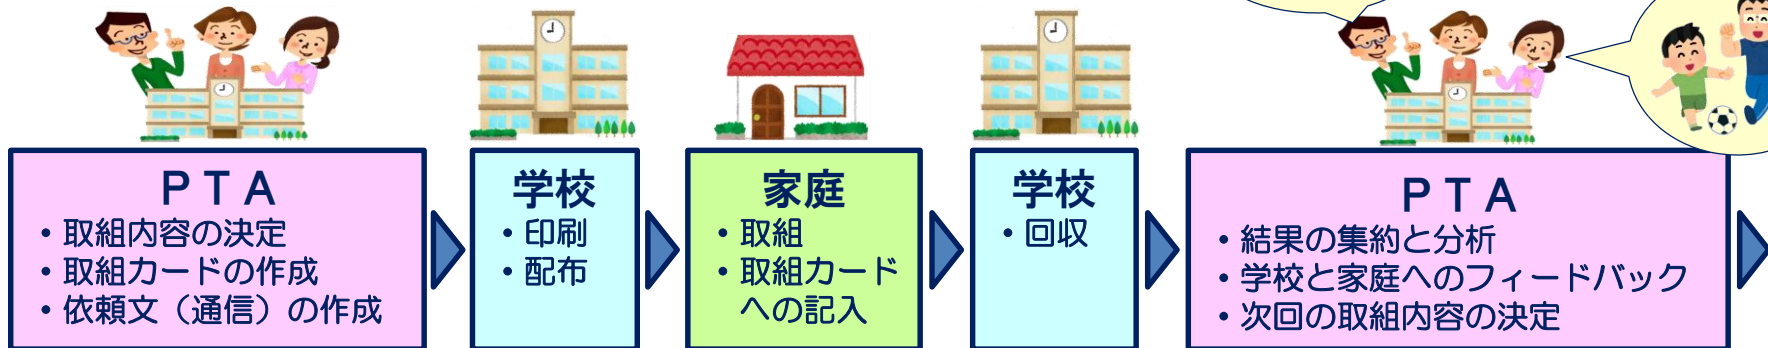 ＰＴＡ
・取組内容の決定
・取組カードの作成
・依頼文（通信）の作成
学校
・印刷
・配布
家庭
・取組
・取組カード
への記入
学校
・回収
ＰＴＡ
・結果の集約と分析
・学校と家庭へのフィードバック
・次回の取組内容の決定